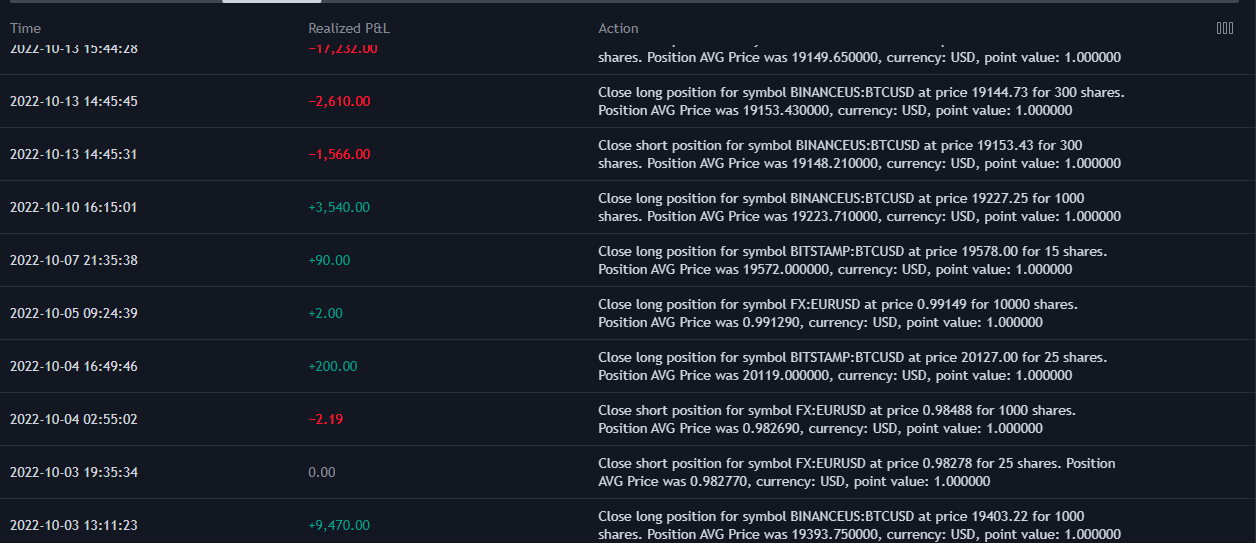 Time Realized P&L Action
2022-10-13 15:44:28 −17,232.00
shares. Position AVG Price was 19149.650000, currency: USD, point value: 1.000000
2022-10-13 14:45:45 −2,610.00 Close long position for symbol BINANCEUS:BTCUSD at price 19144.73 for 300 shares.
Position AVG Price was 19153.430000, currency: USD, point value: 1.000000
2022-10-13 14:45:31 −1,566.00 Close short position for symbol BINANCEUS:BTCUSD at price 19153.43 for 300
shares. Position AVG Price was 19148.210000, currency: USD, point value: 1.000000
2022-10-10 16:15:01 +3,540.00 Close long position for symbol BINANCEUS:BTCUSD at price 19227.25 for 1000
shares. Position AVG Price was 19223.710000, currency: USD, point value: 1.000000
2022-10-07 21:35:38 +90.00 Close long position for symbol BITSTAMP:BTCUSD at price 19578.00 for 15 shares.
Position AVG Price was 19572.000000, currency: USD, point value: 1.000000
2022-10-05 09:24:39 +2.00 Close long position for symbol FX:EURUSD at price 0.99149 for 10000 shares.
Position AVG Price was 0.991290, currency: USD, point value: 1.000000
2022-10-04 16:49:46 +200.00 Close long position for symbol BITSTAMP:BTCUSD at price 20127.00 for 25 shares.
Position AVG Price was 20119.000000, currency: USD, point value: 1.000000
2022-10-04 02:55:02 −2.19 Close short position for symbol FX:EURUSD at price 0.98488 for 1000 shares.
Position AVG Price was 0.982690, currency: USD, point value: 1.000000
2022-10-03 19:35:34 0.00 Close short position for symbol FX:EURUSD at price 0.98278 for 25 shares. Position
AVG Price was 0.982770, currency: USD, point value: 1.000000
2022-10-03 13:11:23 +9,470.00 Close long position for symbol BINANCEUS:BTCUSD at price 19403.22 for 1000
shares. Position AVG Price was 19393.750000, currency: USD, point value: 1.000000